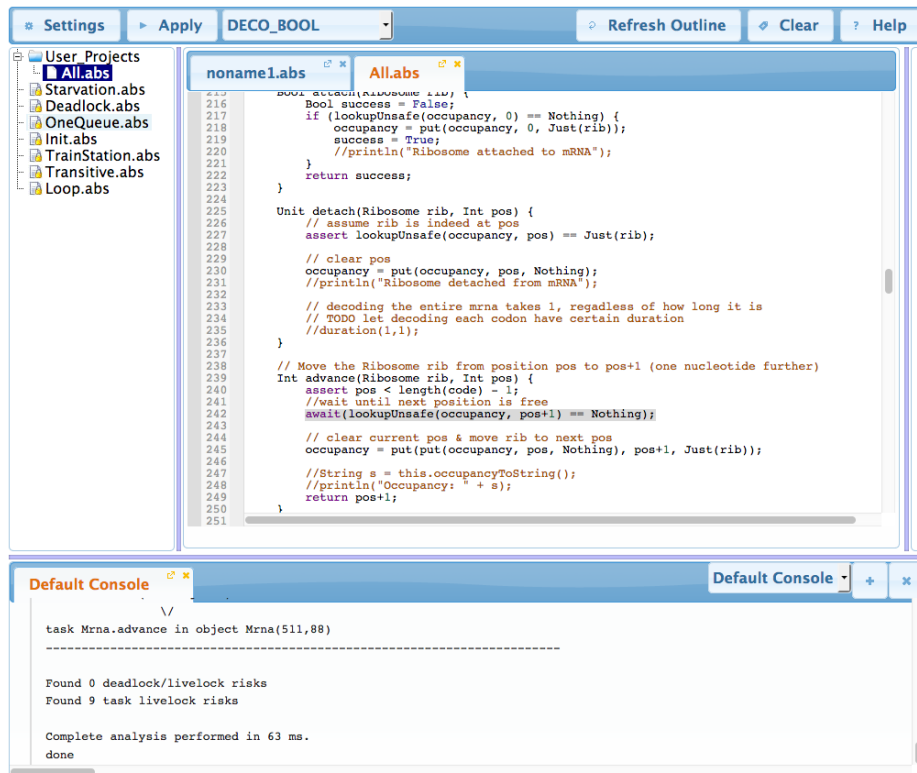 Settings Apply DECO_BOOL Refresh Outline Clear ? Help
User_Projects
All.abs
Starvation.abs
Deadlock.abs
OneQueue.abs
Init.abs
TrainStation.abs
Transitive.abs
Loop.abs
noname1.abs All.abs
215 Bool attach(Ribosome rib) {
216 Bool success = False;
217 if (lookupUnsafe(occupancy, 0) == Nothing) {
218 occupancy = put(occupancy, 0, Just(rib));
219 success = True;
220 //println("Ribosome attached to mRNA");
221 }
222 return success;
223 }
224
225 Unit detach(Ribosome rib, Int pos) {
226 // assume rib is indeed at pos
227 assert lookupUnsafe(occupancy, pos) == Just(rib);
228
229 // clear pos
230 occupancy = put(occupancy, pos, Nothing);
231 //println("Ribosome detached from mRNA");
232
233 // decoding the entire mrna takes 1, regadless of how long it is
234 // TODO let decoding each codon have certain duration
235 //duration(1,1);
236 }
237
238 // Move the Ribosome rib from position pos to pos+1 (one nucleotide further)
239 Int advance(Ribosome rib, Int pos) {
240 assert pos < length(code) - 1;
241 //wait until next position is free
242 await(lookupUnsafe(occupancy, pos+1) == Nothing);
243
244 // clear current pos & move rib to next pos
245 occupancy = put(put(occupancy, pos, Nothing), pos+1, Just(rib));
246
247 //String s = this.occupancyToString();
248 //println("Occupancy: " + s);
249 return pos+1;
250 }
251
Default Console Default Console + ×
\/
task Mrna.advance in object Mrna(511,88)
------------------------------------------------------------------------
Found 0 deadlock/livelock risks
Found 9 task livelock risks
Complete analysis performed in 63 ms.
done